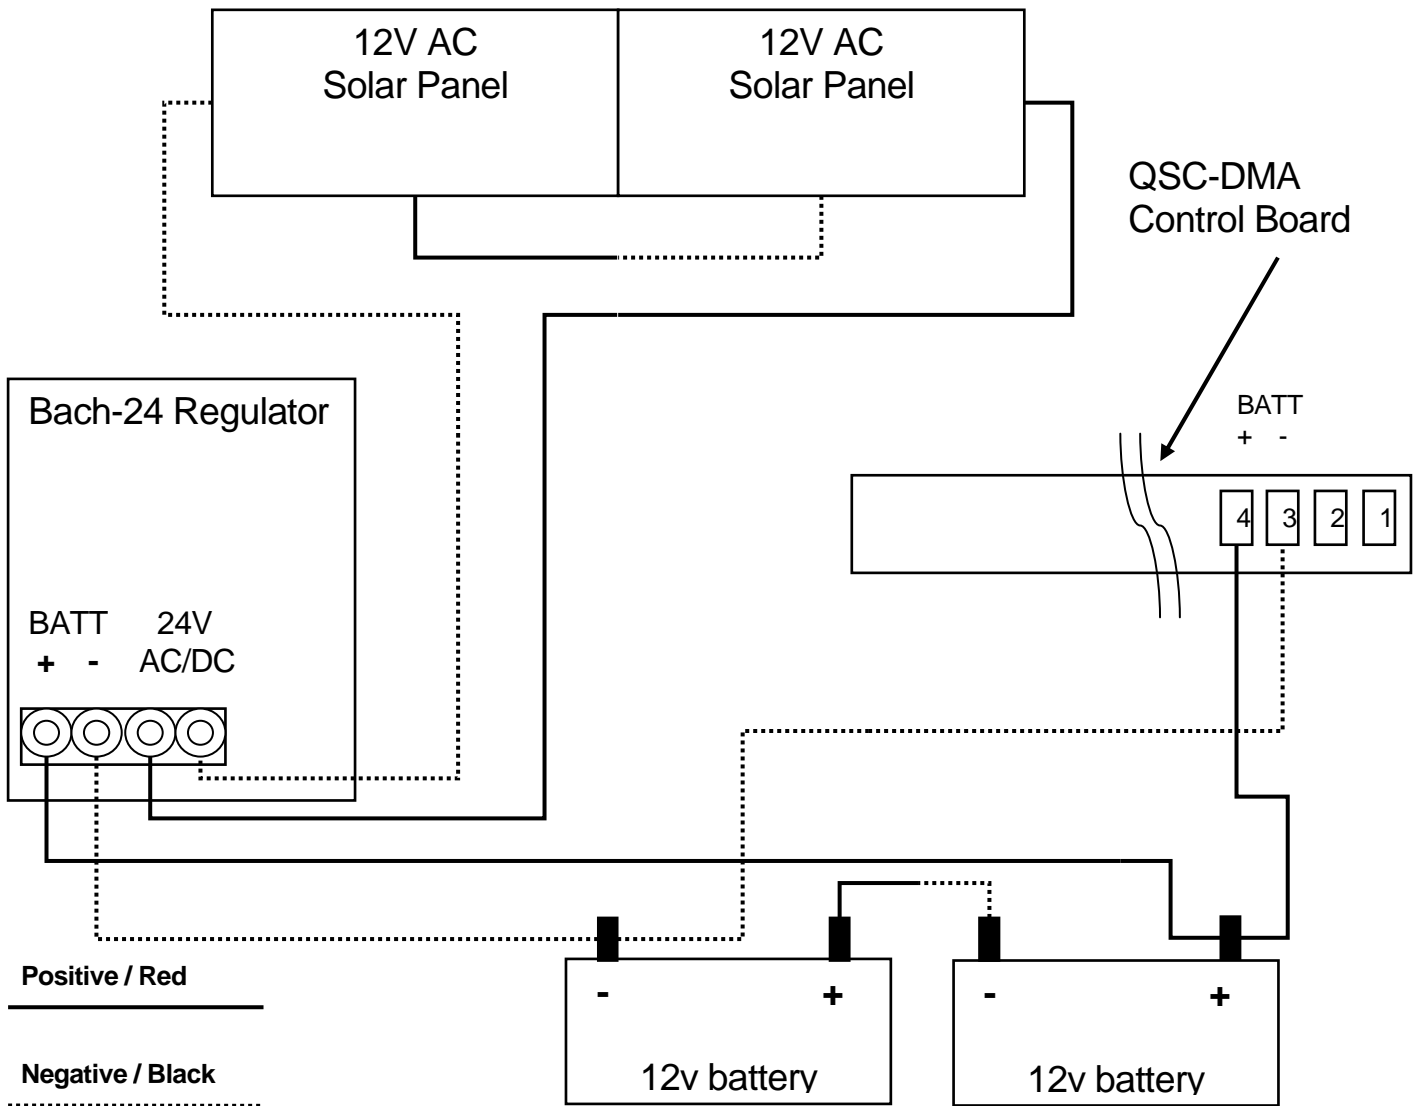 12V AC
Solar Panel
12V AC
Solar Panel
QSC-DMA
Control Board
Bach-24 Regulator
BATT
+ -
4 3 2 1
BATT 24V
+ - AC/DC
Positive / Red
Negative / Black
- +
12v battery
- +
12v battery